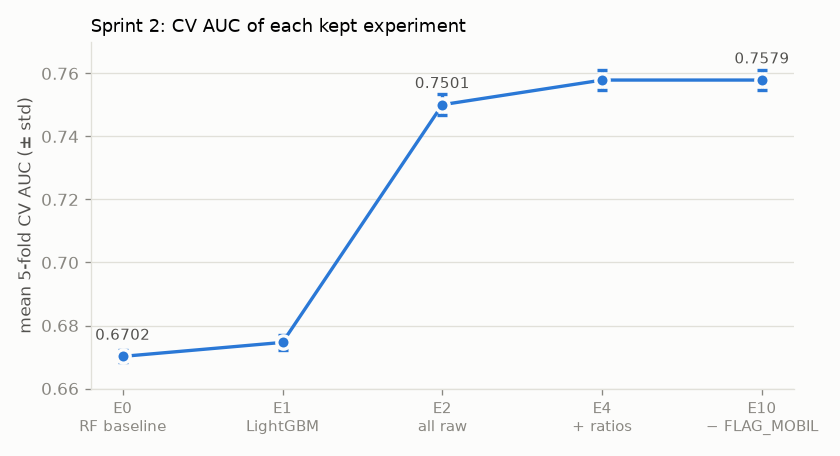 Sprint 2: CV AUC of each kept experiment
mean 5-fold CV AUC (± std)
0.76
0.74
0.72
0.70
0.68
0.66
0.6702
0.7501
0.7579
E0
RF baseline
E1
LightGBM
E2
all raw
E4
+ ratios
E10
− FLAG_MOBIL